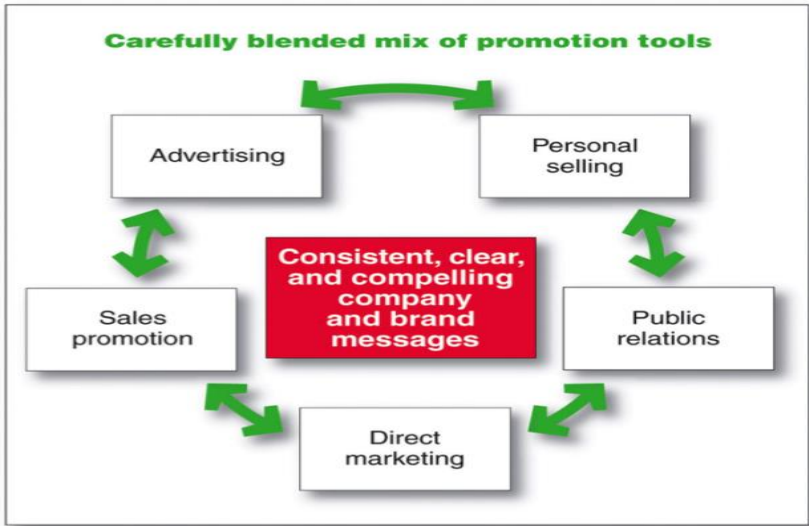 Carefully blended mix of promotion tools
Advertising
Personal
selling
Consistent, clear,
and compelling
company
and brand
messages
Sales
promotion
Public
relations
Direct
marketing